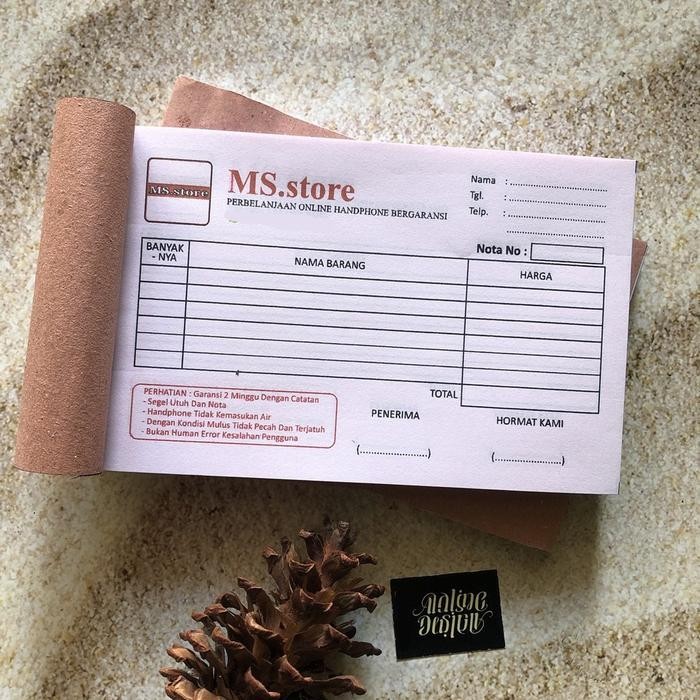 MS.store
MS.store
PERBELANJAAN ONLINE HANDPHONE BERGARANSI
Nama :
Tgl. :
Telp. :
:
Nota No :
BANYAK
- NYA
NAMA BARANG
HARGA
TOTAL
PERHATIAN : Garansi 2 Minggu Dengan Catatan
- Segel Utuh Dan Nota
- Handphone Tidak Kemasukan Air
- Dengan Kondisi Mulus Tidak Pecah Dan Terjatuh
- Bukan Human Error Kesalahan Pengguna
PENERIMA
HORMAT KAMI
(....................)
(....................)